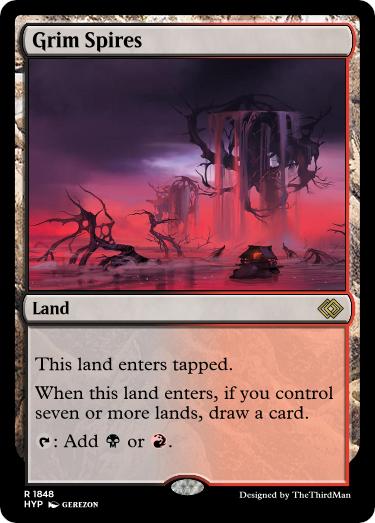 Grim Spires
Land
This land enters tapped.
When this land enters, if you control
seven or more lands, draw a card.
: Add or .
R 1848
HYP GEREZON
Designed by TheThirdMan